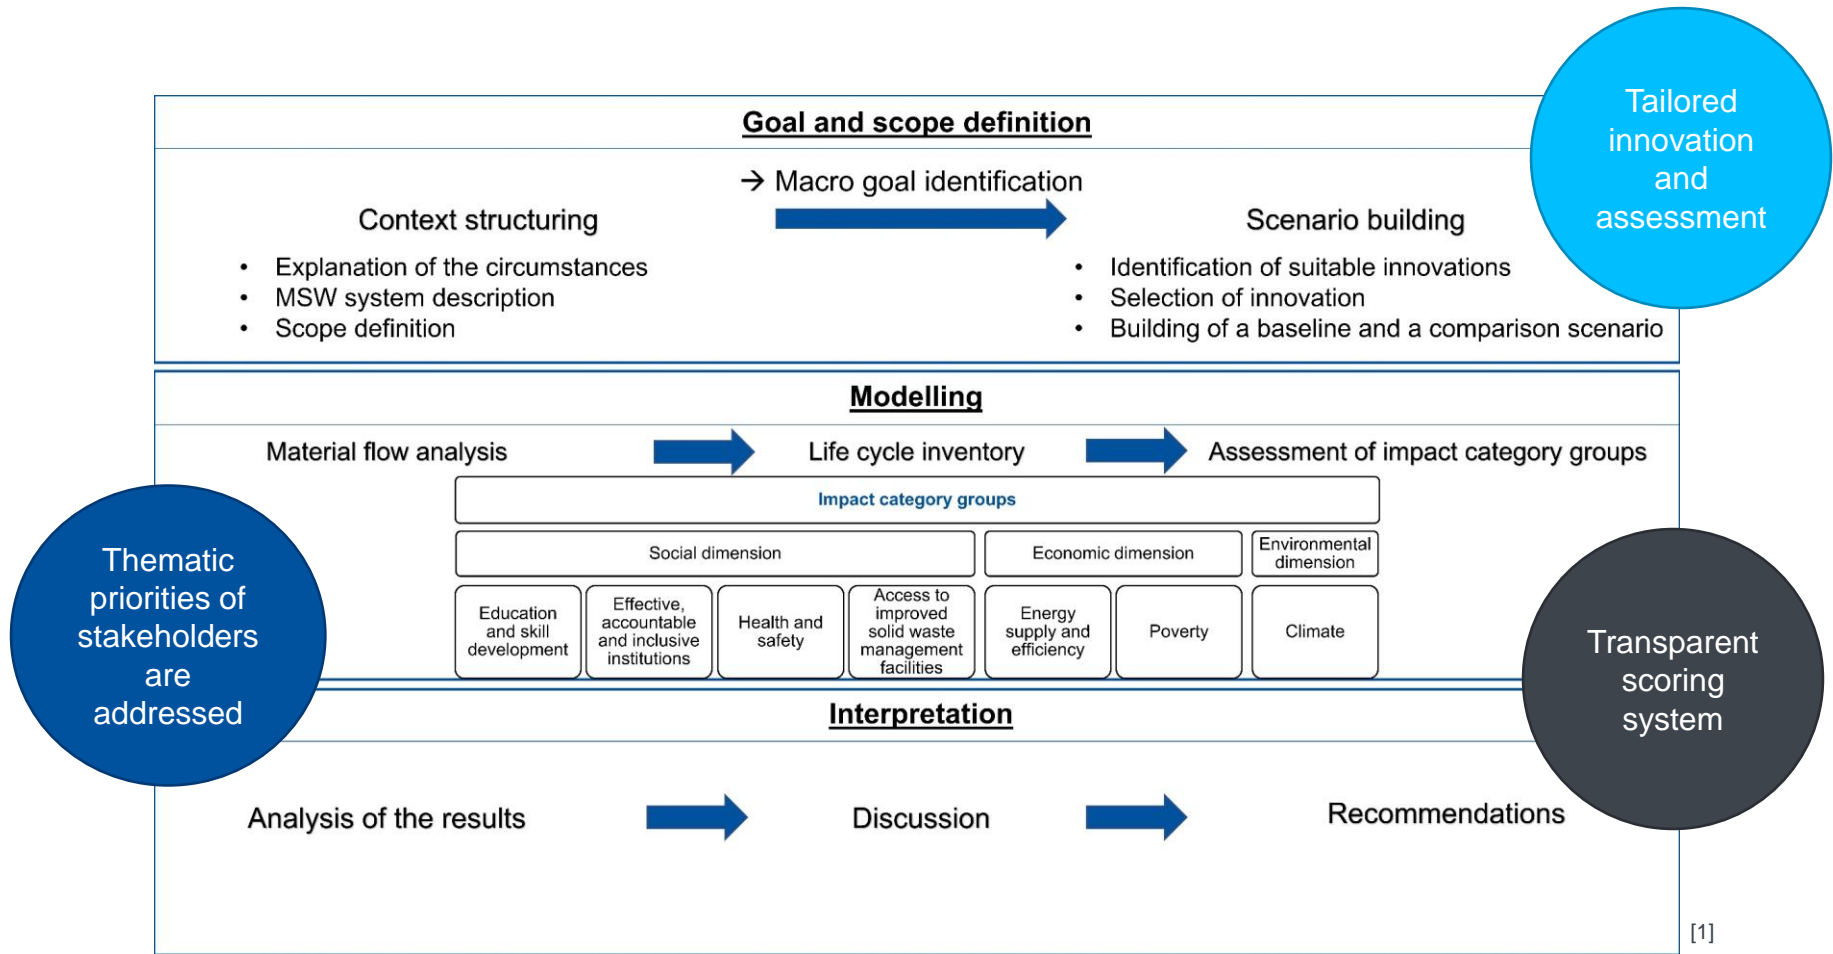 Tailored
innovation
and
assessment
Goal and scope definition
→ Macro goal identification
Context structuring
• Explanation of the circumstances
• MSW system description
• Scope definition
Scenario building
• Identification of suitable innovations
• Selection of innovation
• Building of a baseline and a comparison scenario
Modelling
Material flow analysis
Life cycle inventory
Assessment of impact category groups
Impact category groups
Social dimension
Economic dimension
Environmental
dimension
Education
and skill
development
Effective,
accountable
and inclusive
institutions
Health and
safety
Access to
improved
solid waste
management
facilities
Energy
supply and
efficiency
Poverty
Climate
Thematic
priorities of
stakeholders
are
addressed
Transparent
scoring
system
Interpretation
Analysis of the results
Discussion
Recommendations
[1]